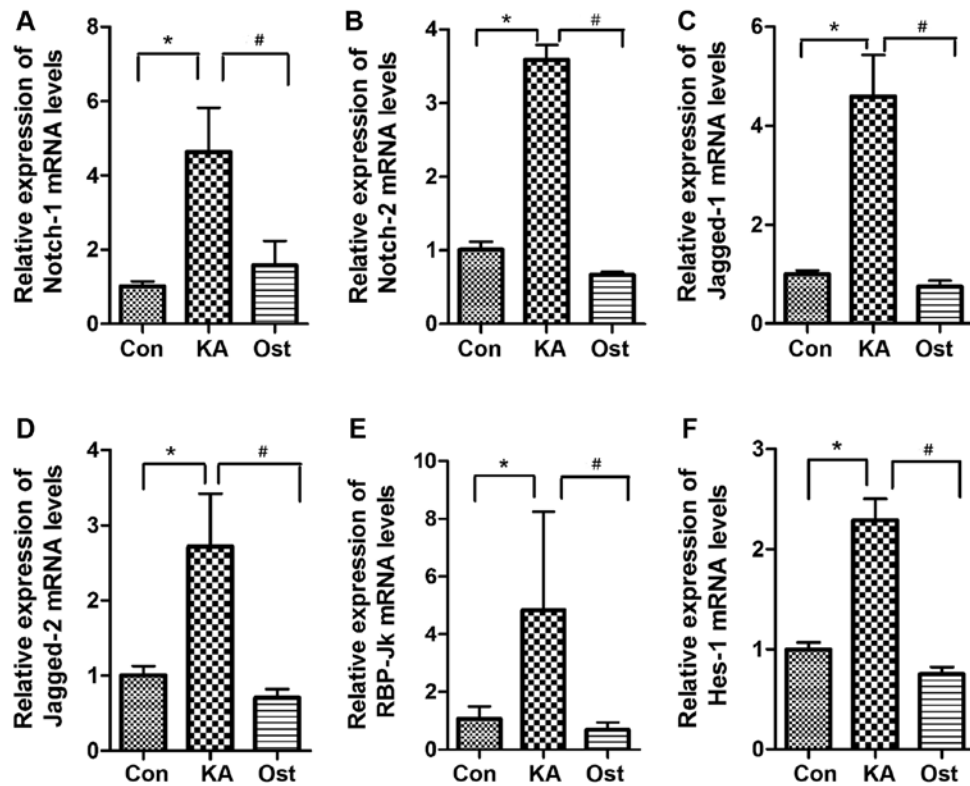 A
Relative expression of
Notch-1 mRNA levels
8
6
4
2
0
*
#
Con KA Ost
B
Relative expression of
Notch-2 mRNA levels
4
3
2
1
0
*
#
Con KA Ost
C
Relative expression of
Jagged-1 mRNA levels
6
4
2
0
*
#
Con KA Ost
D
Relative expression of
Jagged-2 mRNA levels
4
3
2
1
0
*
#
Con KA Ost
E
Relative expression of
RBP-Jk mRNA levels
10
8
6
4
2
0
*
#
Con KA Ost
F
Relative expression of
Hes-1 mRNA levels
3
2
1
0
*
#
Con KA Ost